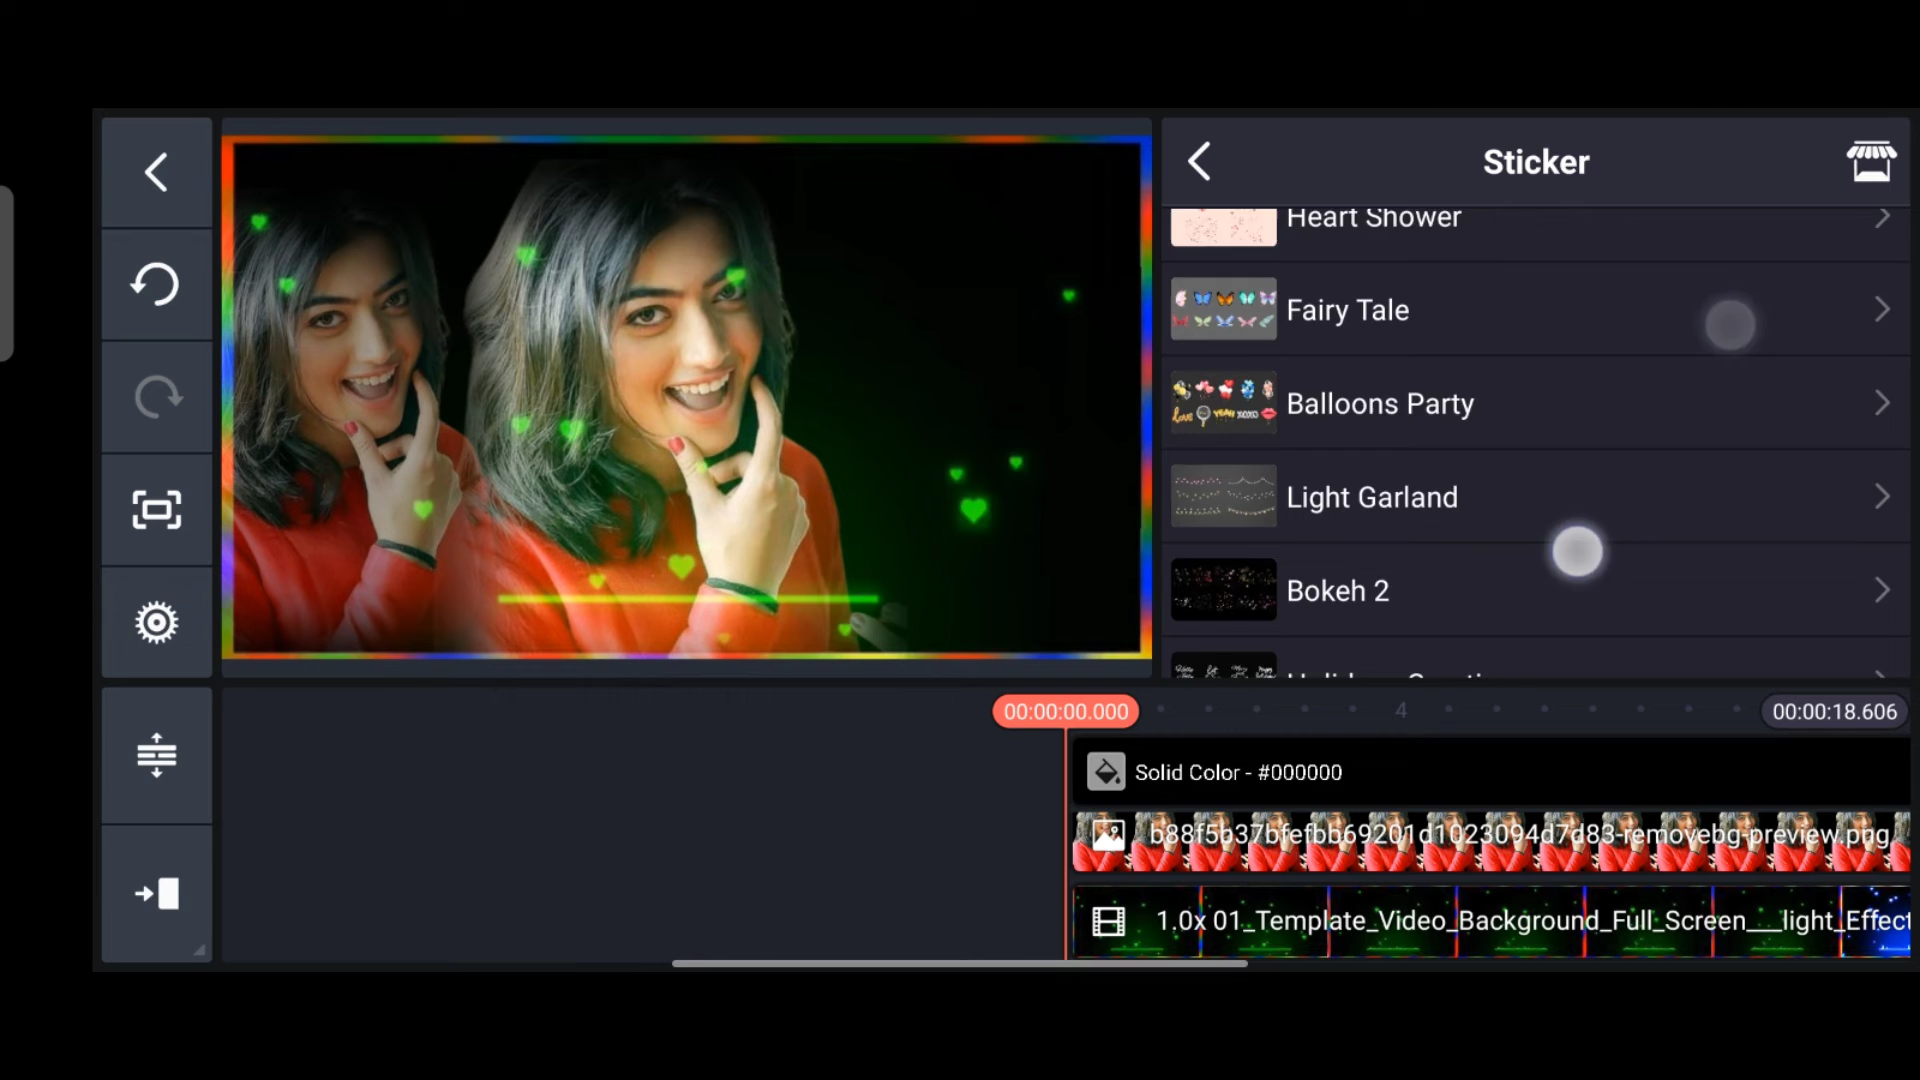 Sticker
Heart Shower
Fairy Tale
Balloons Party
Light Garland
Bokeh 2
00:00:00.000
4
00:00:18.606
Solid Color - #000000
b88f5b37bfefbb69201d1023094d7d83-removebg-preview.png
1.0x 01_Template_Video_Background_Full_Screen___light_Effect